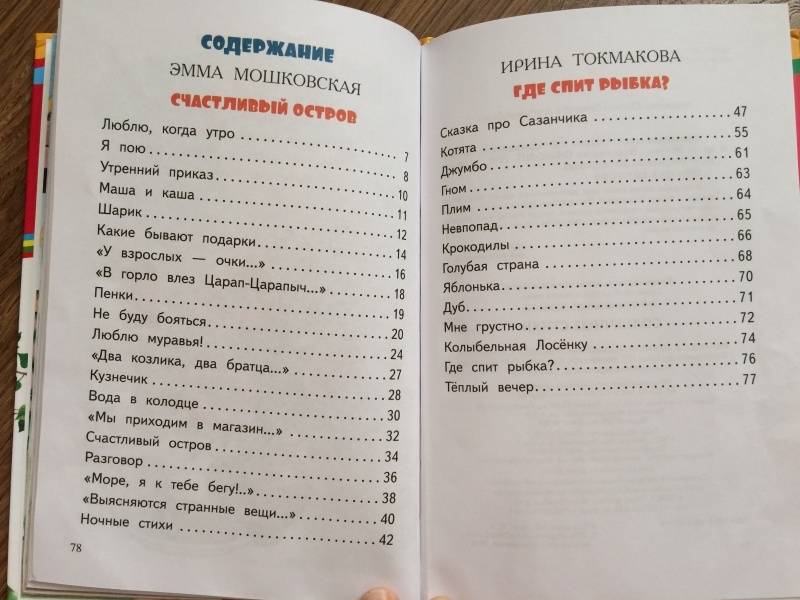 СОДЕРЖАНИЕ
ЭММА МОШКОВСКАЯ
СЧАСТЛИВЫЙ ОСТРОВ
Люблю, когда утро ........................ 7
Я пою ........................ 8
Утренний приказ ........................ 10
Маша и каша ........................ 11
Шарик ........................ 12
Какие бывают подарки ........................ 14
«У взрослых — очки...» ........................ 16
«В горло влез Царап-Царапыч...» ........................ 18
Пенки ........................ 19
Не буду бояться ........................ 20
Люблю муравья! ........................ 24
«Два козлика, два братца...» ........................ 27
Кузнечик ........................ 28
Вода в колодце ........................ 30
«Мы приходим в магазин...» ........................ 32
Счастливый остров ........................ 34
Разговор ........................ 36
«Море, я к тебе бегу!..» ........................ 38
«Выясняются странные вещи...» ........................ 40
Ночные стихи ........................ 42
78
ИРИНА ТОКМАКОВА
ГДЕ СПИТ РЫБКА?
Сказка про Сазанчика ........................ 47
Котята ........................ 55
Джумбо ........................ 61
Гном ........................ 63
Плим ........................ 64
Невпопад ........................ 65
Крокодилы ........................ 66
Голубая страна ........................ 68
Яблонька ........................ 70
Дуб ........................ 71
Мне грустно ........................ 72
Колыбельная Лосёнку ........................ 74
Где спит рыбка? ........................ 76
Тёплый вечер ........................ 77